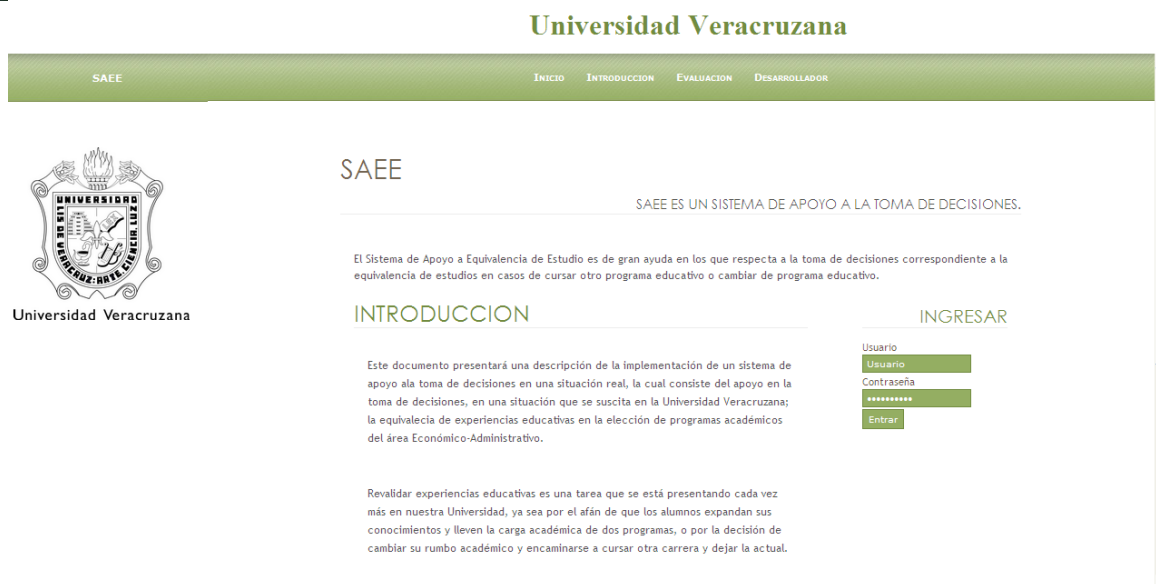 Universidad Veracruzana
SAEE
INICIO INTRODUCCION EVALUACION DESARROLLADOR
UNIVERSIDAD
LIS DE VERACRUZ: ARTE, CIENCIA, LUZ
Universidad Veracruzana
SAEE
SAEE ES UN SISTEMA DE APOYO A LA TOMA DE DECISIONES.
El Sistema de Apoyo a Equivalencia de Estudio es de gran ayuda en los que respecta a la toma de decisiones correspondiente a la
equivalencia de estudios en casos de cursar otro programa educativo o cambiar de programa educativo.
INTRODUCCION
Este documento presentará una descripción de la implementación de un sistema de
apoyo ala toma de decisiones en una situación real, la cual consiste del apoyo en la
toma de decisiones, en una situación que se suscita en la Universidad Veracruzana;
la equivalecia de experiencias educativas en la elección de programas académicos
del área Económico-Administrativo.
Revalidar experiencias educativas es una tarea que se está presentando cada vez
más en nuestra Universidad, ya sea por el afán de que los alumnos expandan sus
conocimientos y lleven la carga académica de dos programas, o por la decisión de
cambiar su rumbo académico y encaminarse a cursar otra carrera y dejar la actual.
INGRESAR
Usuario
Usuario
Contraseña
••••••••••
Entrar